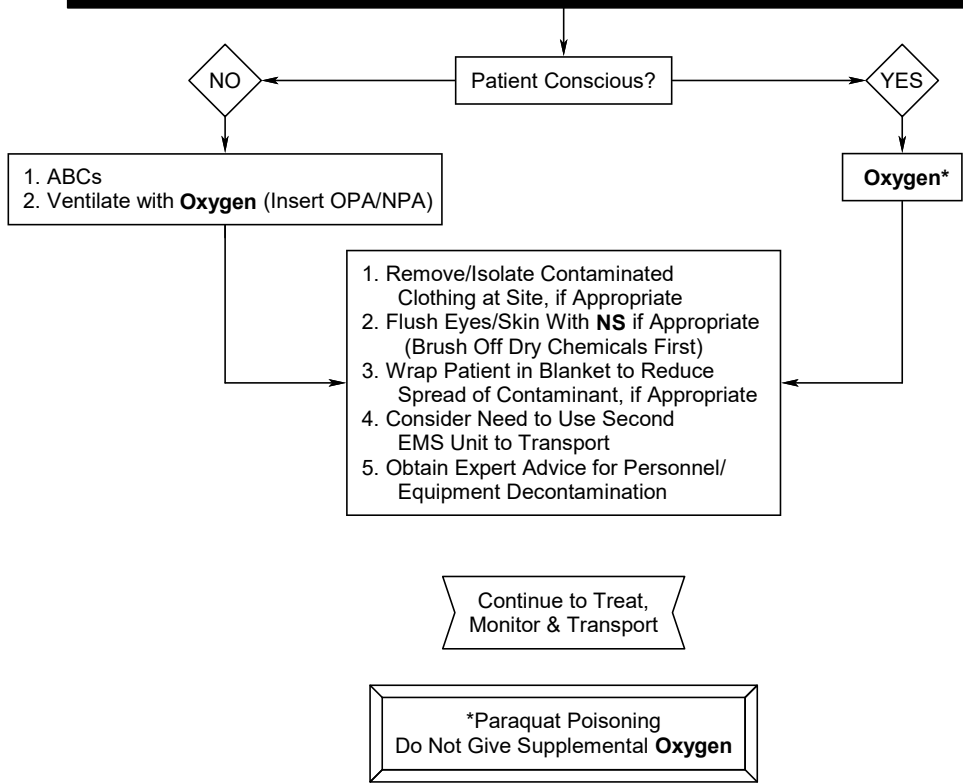 Patient Conscious?
NO
YES
1. ABCs
2. Ventilate with Oxygen (Insert OPA/NPA)
Oxygen*
1. Remove/Isolate Contaminated
Clothing at Site, if Appropriate
2. Flush Eyes/Skin With NS if Appropriate
(Brush Off Dry Chemicals First)
3. Wrap Patient in Blanket to Reduce
Spread of Contaminant, if Appropriate
4. Consider Need to Use Second
EMS Unit to Transport
5. Obtain Expert Advice for Personnel/
Equipment Decontamination
Continue to Treat,
Monitor & Transport
*Paraquat Poisoning
Do Not Give Supplemental Oxygen